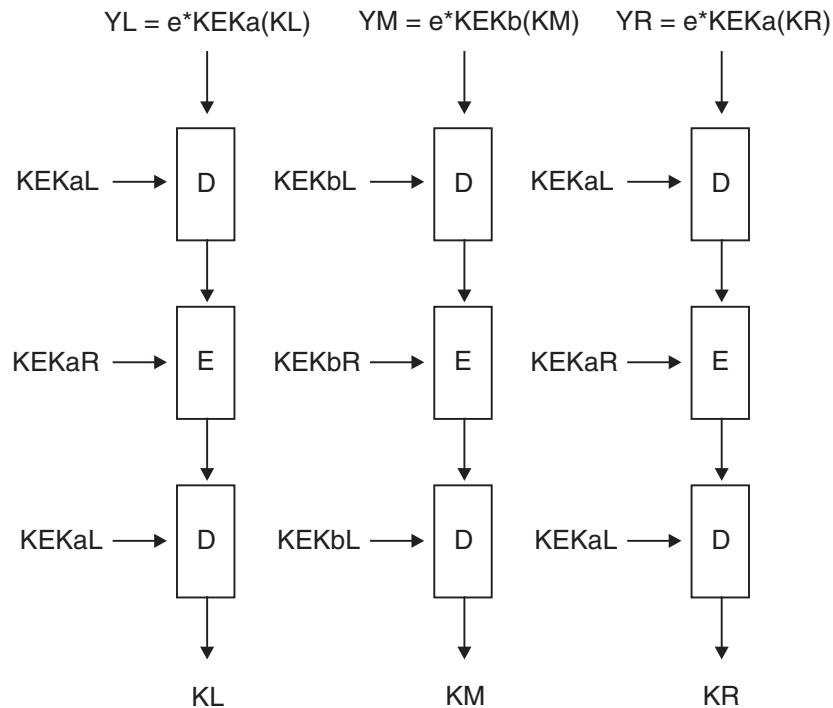 YL = e*KEKa(KL) YM = e*KEKb(KM) YR = e*KEKa(KR)
KEKaL D KEKbL D KEKaL D
KEKaR E KEKbR E KEKaR E
KEKaL D KEKbL D KEKaL D
KL KM KR